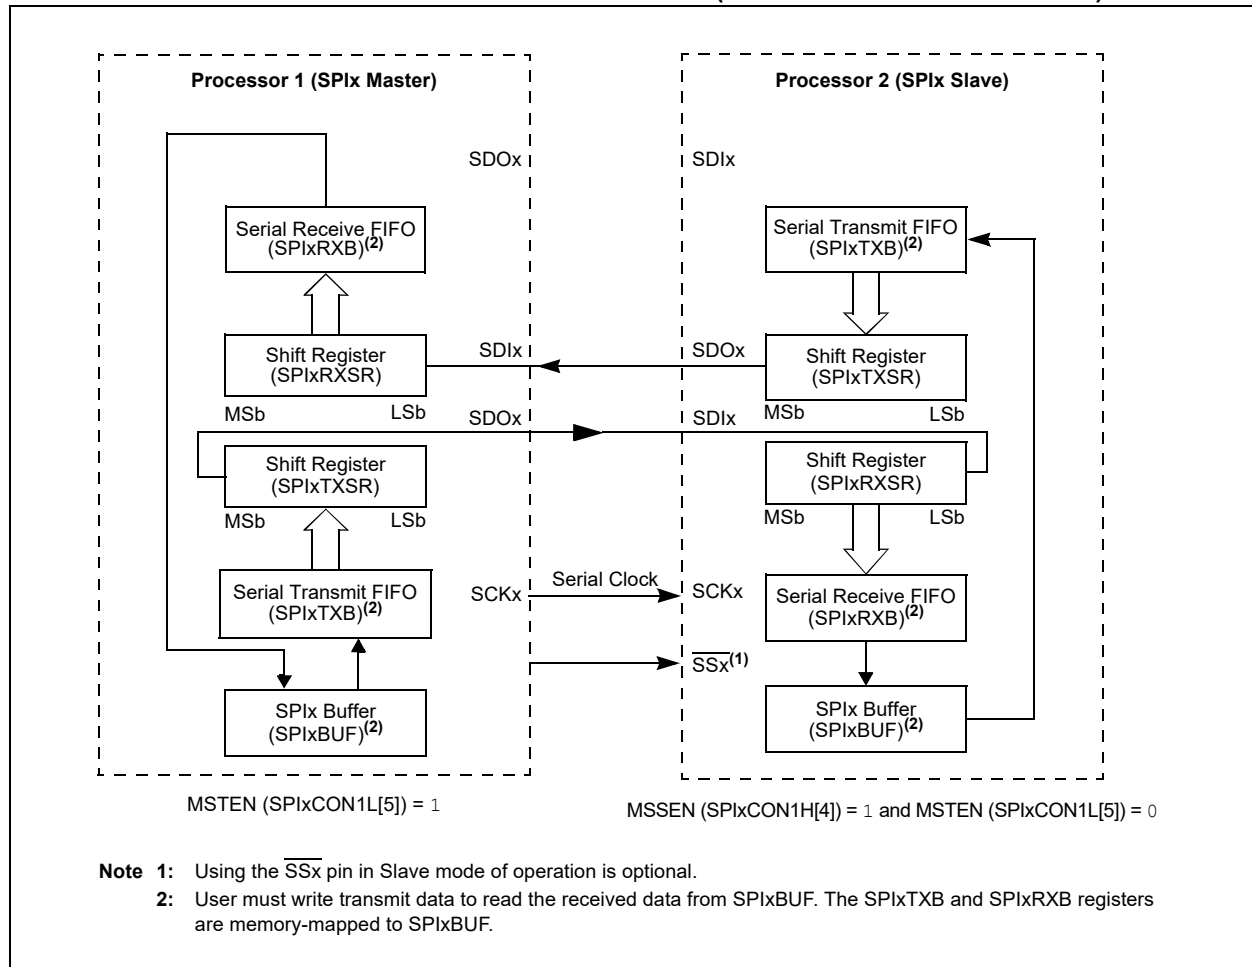 Processor 1 (SPIx Master)
SDOx
Serial Receive FIFO
(SPIxRXB)(2)
Shift Register
(SPIxRXSR)
MSb LSb
SDIx
SDOx
Shift Register
(SPIxTXSR)
MSb LSb
Serial Transmit FIFO
(SPIxTXB)(2)
SCKx
Serial Clock
SPIx Buffer
(SPIxBUF)(2)
MSTEN (SPIxCON1L[5]) = 1
Processor 2 (SPIx Slave)
SDIx
Serial Transmit FIFO
(SPIxTXB)(2)
SDOx
Shift Register
(SPIxTXSR)
MSb LSb
SDIx
Shift Register
(SPIxRXSR)
MSb LSb
SCKx
Serial Receive FIFO
(SPIxRXB)(2)
SSx(1)
SPIx Buffer
(SPIxBUF)(2)
MSSEN (SPIxCON1H[4]) = 1 and MSTEN (SPIxCON1L[5]) = 0
Note 1: Using the SSx pin in Slave mode of operation is optional.
2: User must write transmit data to read the received data from SPIxBUF. The SPIxTXB and SPIxRXB registers
are memory-mapped to SPIxBUF.